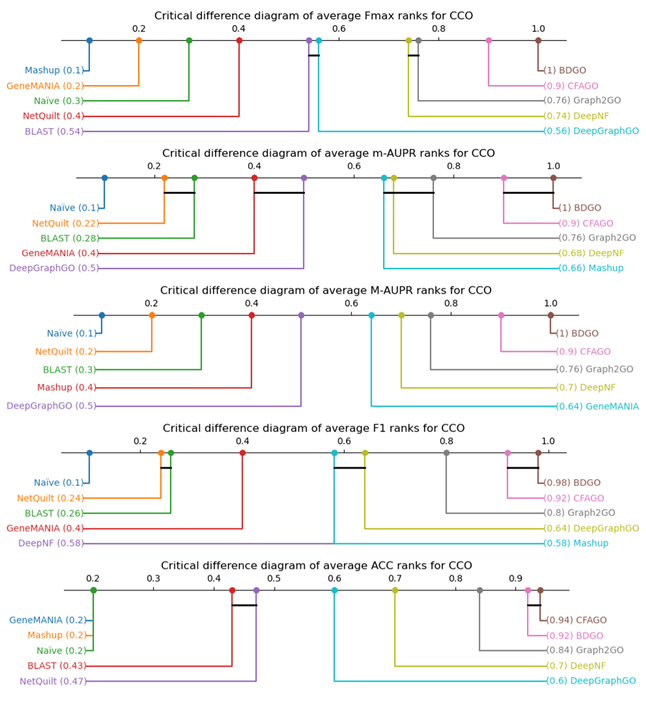 Critical difference diagram of average Fmax ranks for CCO
0.2 0.4 0.6 0.8 1.0
Mashup (0.1) (1) BDGO
GeneMANIA (0.2) (0.9) CFAGO
Naïve (0.3) (0.76) Graph2GO
NetQuilt (0.4) (0.74) DeepNF
BLAST (0.54) (0.56) DeepGraphGO
Critical difference diagram of average m-AUPR ranks for CCO
0.2 0.4 0.6 0.8 1.0
Naïve (0.1) (1) BDGO
NetQuilt (0.22) (0.9) CFAGO
BLAST (0.28) (0.76) Graph2GO
GeneMANIA (0.4) (0.68) DeepNF
DeepGraphGO (0.5) (0.66) Mashup
Critical difference diagram of average M-AUPR ranks for CCO
0.2 0.4 0.6 0.8 1.0
Naïve (0.1) (1) BDGO
NetQuilt (0.2) (0.9) CFAGO
BLAST (0.3) (0.76) Graph2GO
Mashup (0.4) (0.7) DeepNF
DeepGraphGO (0.5) (0.64) GeneMANIA
Critical difference diagram of average F1 ranks for CCO
0.2 0.4 0.6 0.8 1.0
Naïve (0.1) (0.98) BDGO
NetQuilt (0.24) (0.92) CFAGO
BLAST (0.26) (0.8) Graph2GO
GeneMANIA (0.4) (0.64) DeepGraphGO
DeepNF (0.58) (0.58) Mashup
Critical difference diagram of average ACC ranks for CCO
0.2 0.3 0.4 0.5 0.6 0.7 0.8 0.9
GeneMANIA (0.2) (0.94) CFAGO
Mashup (0.2) (0.92) BDGO
Naïve (0.2) (0.84) Graph2GO
BLAST (0.43) (0.7) DeepNF
NetQuilt (0.47) (0.6) DeepGraphGO